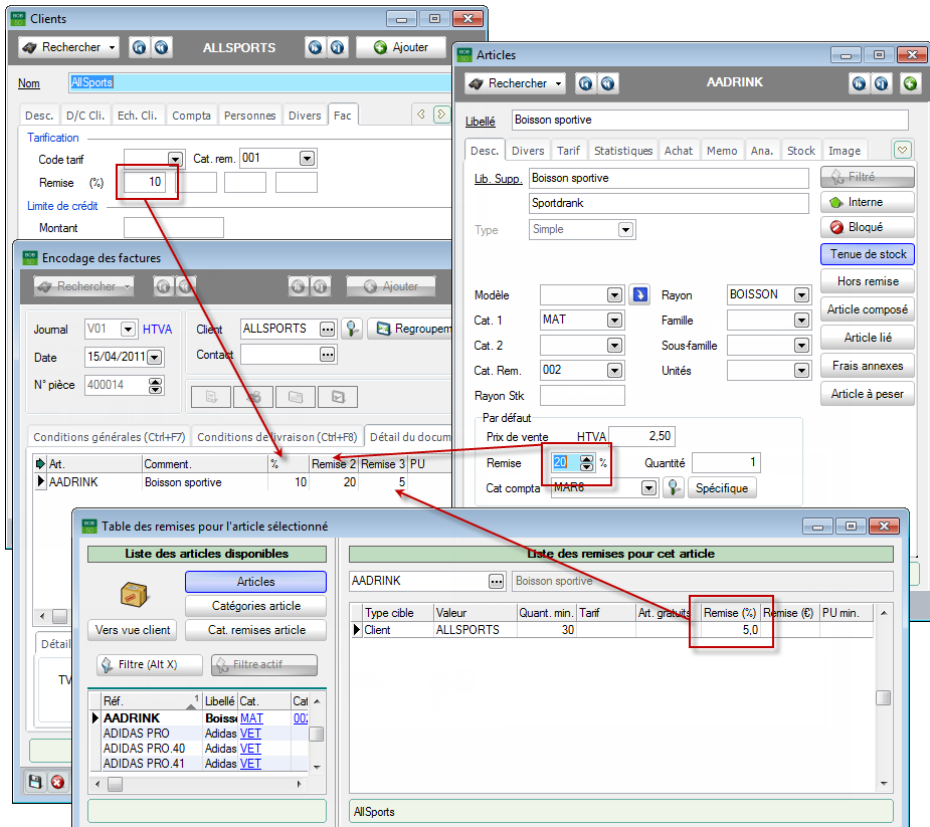 Clients
Rechercher ALLSPORTS Ajouter
Nom AllSports
Desc. D/C Cli. Ech. Cli. Compta Personnes Divers Fac
Tarification
Code tarif Cat. rem. 001
Remise (%) 10
Limite de crédit
Montant
Articles
Rechercher AADRINK
Libellé Boisson sportive
Desc. Divers Tarif Statistiques Achat Memo Ana. Stock Image
Lib. Supp. Boisson sportive
Sportdrank
Type Simple
Filtré
Interne
Bloqué
Tenue de stock
Hors remise
Article composé
Article lié
Frais annexes
Article à peser
Modèle Rayon BOISSON
Cat. 1 MAT Famille
Cat. 2 Sous-famille
Cat. Rem. 002 Unités
Rayon Stk
Par défaut
Prix de vente HTVA 2,50
Remise 20 % Quantité 1
Cat compta MAR6 Spécifique
Encodage des factures
Rechercher Ajouter
Journal V01 HTVA Client ALLSPORTS Regroupem
Date 15/04/2011 Contact
N° pièce 400014
Conditions générales (Ctrl+F7) Conditions de livraison (Ctrl+F8) Détail du docum
Art. Comment. % Remise 2 Remise 3 PU
AADRINK Boisson sportive 10 20 5
Détail
TV
Table des remises pour l'article sélectionné
Liste des articles disponibles
Articles
Catégories article
Vers vue client Cat. remises article
Filtre (Alt X) Filtre actif
Réf. 1 Libellé Cat. Cat
AADRINK Boiss MAT 002
ADIDAS PRO Adidas VET
ADIDAS PRO.40 Adidas VET
ADIDAS PRO.41 Adidas VET
Liste des remises pour cet article
AADRINK Boisson sportive
Type cible Valeur Quant. min. Tarif Art. gratuits Remise (%) Remise (€) PU min.
Client ALLSPORTS 30 5,0
AllSports